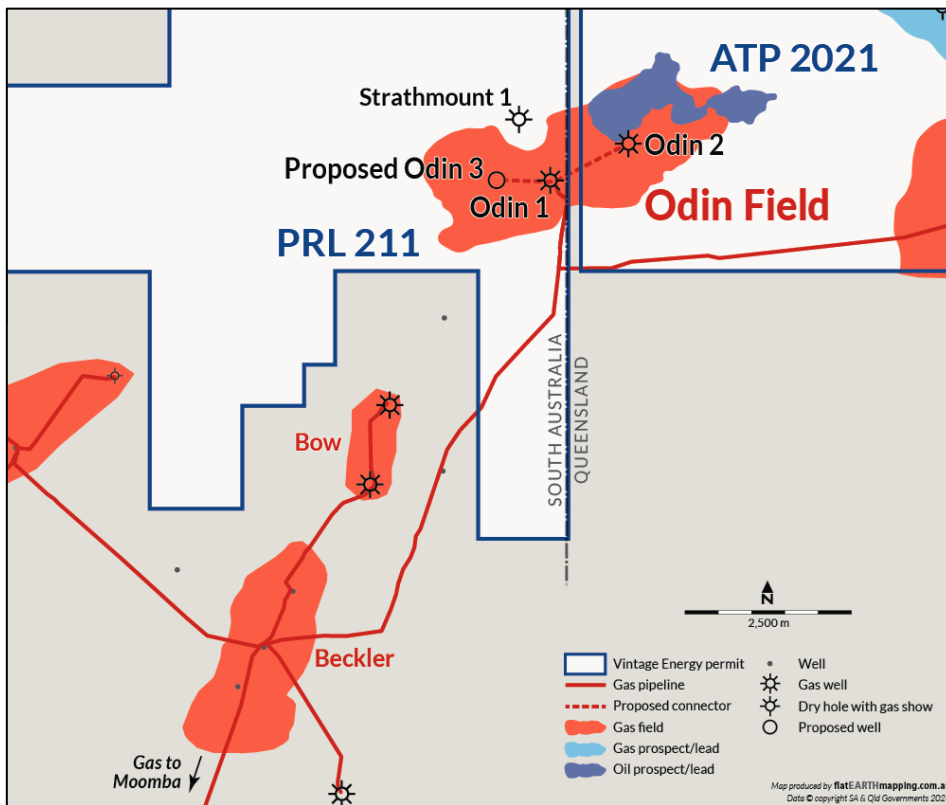 ATP 2021
Strathmount 1
Odin 2
Proposed Odin 3
Odin 1
Odin Field
PRL 211
SOUTH AUSTRALIA
QUEENSLAND
Bow
Beckler
Gas to
Moomba
N
2,500 m
Vintage Energy permit
Gas pipeline
Proposed connector
Gas field
Gas prospect/lead
Oil prospect/lead
Well
Gas well
Dry hole with gas show
Proposed well
Map produced by flatEARTHmapping.com.a
Data © copyright SA & Qld Governments 202